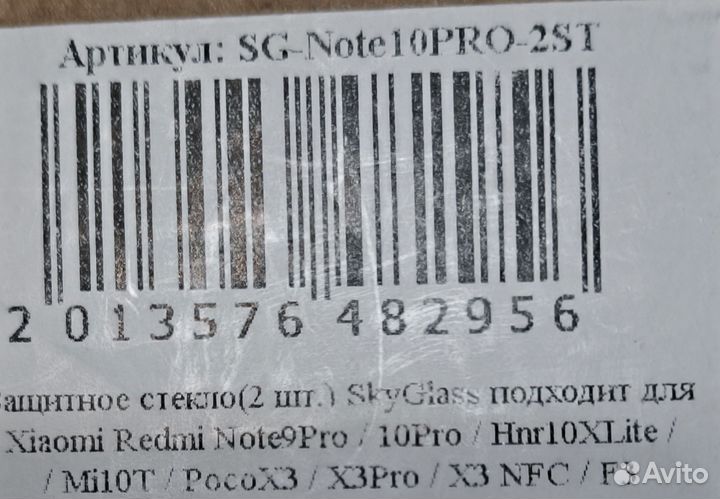 Артикул: SG-Note10PRO-2ST
2 013576 482956
Защитное стекло(2 шт.) SkyGlass подходит для
Xiaomi Redmi Note9Pro / 10Pro / Hnr10XLite /
/ Mi10T / PocoX3 / X3Pro / X3 NFC /
Avito